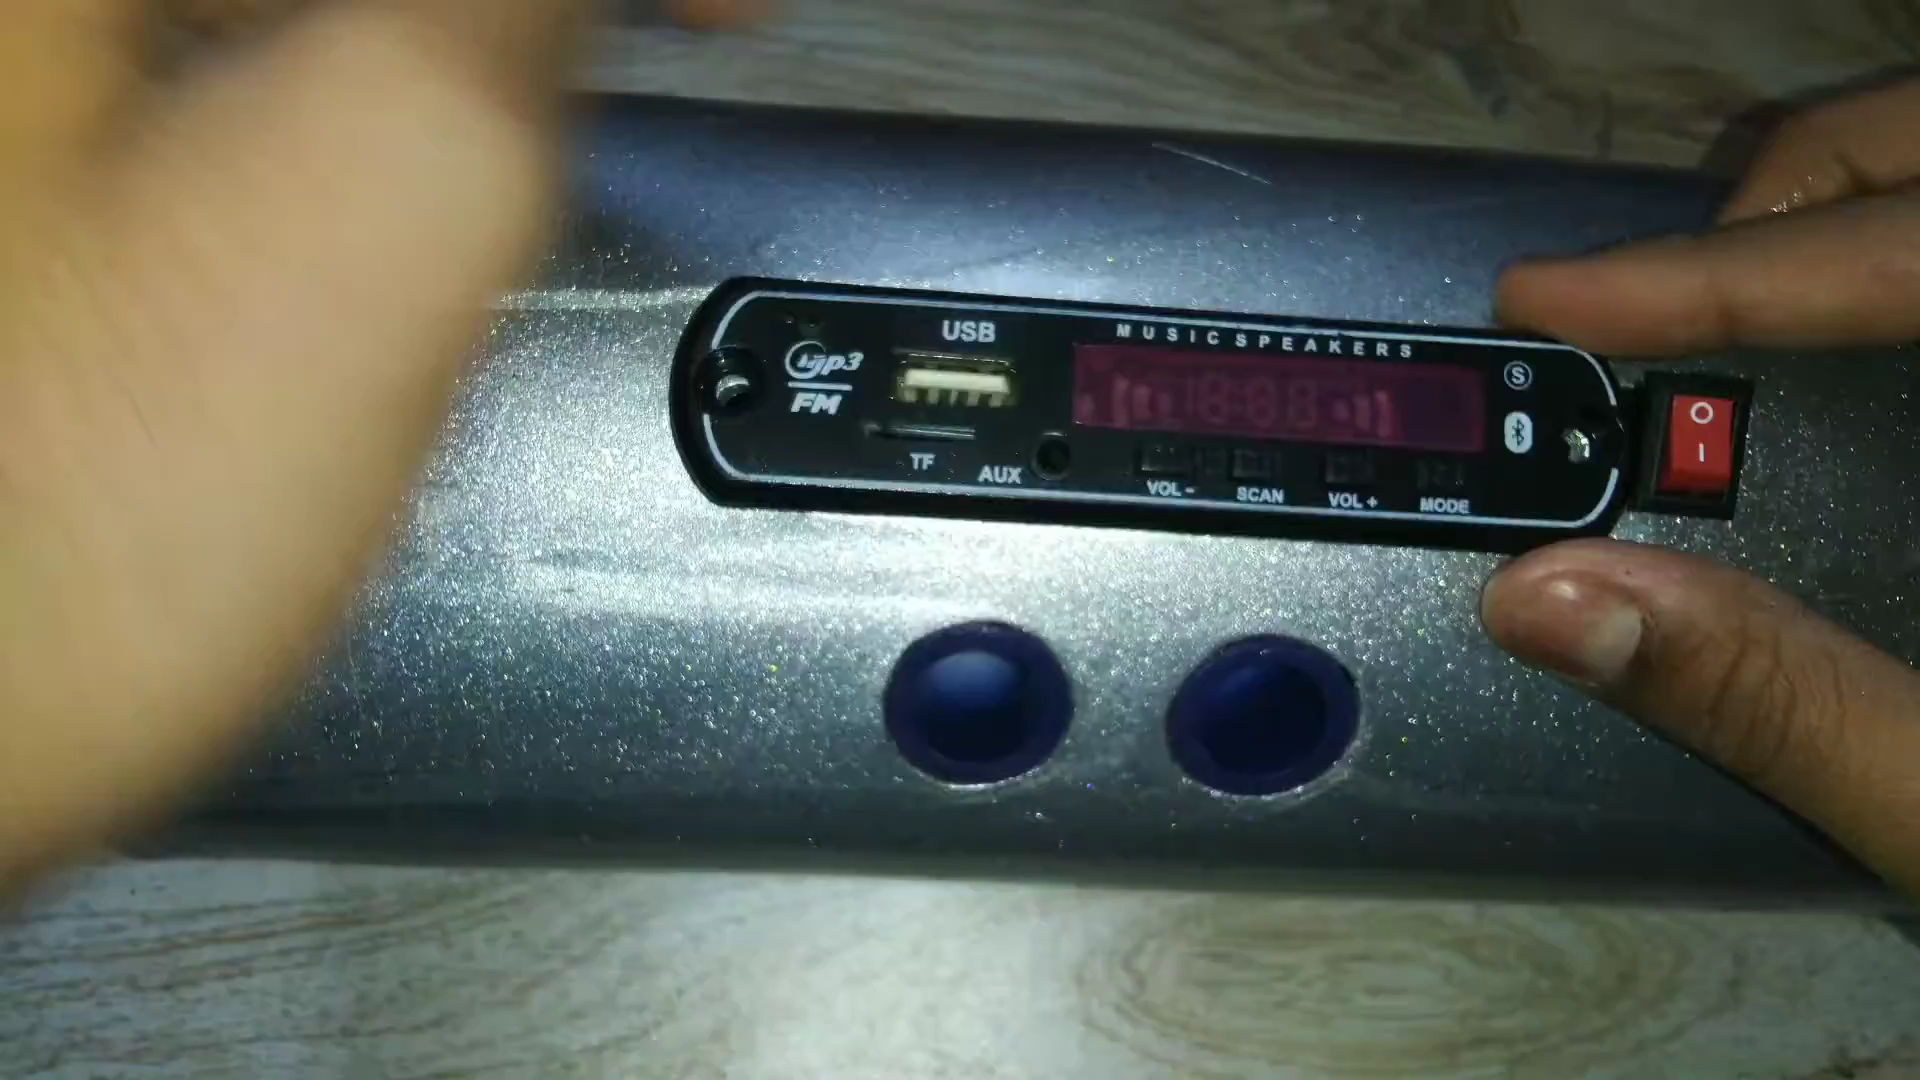 USB
MUSIC SPEAKERS
mp3
FM
S
TF
AUX
VOL -
SCAN
VOL +
MODE
O
I